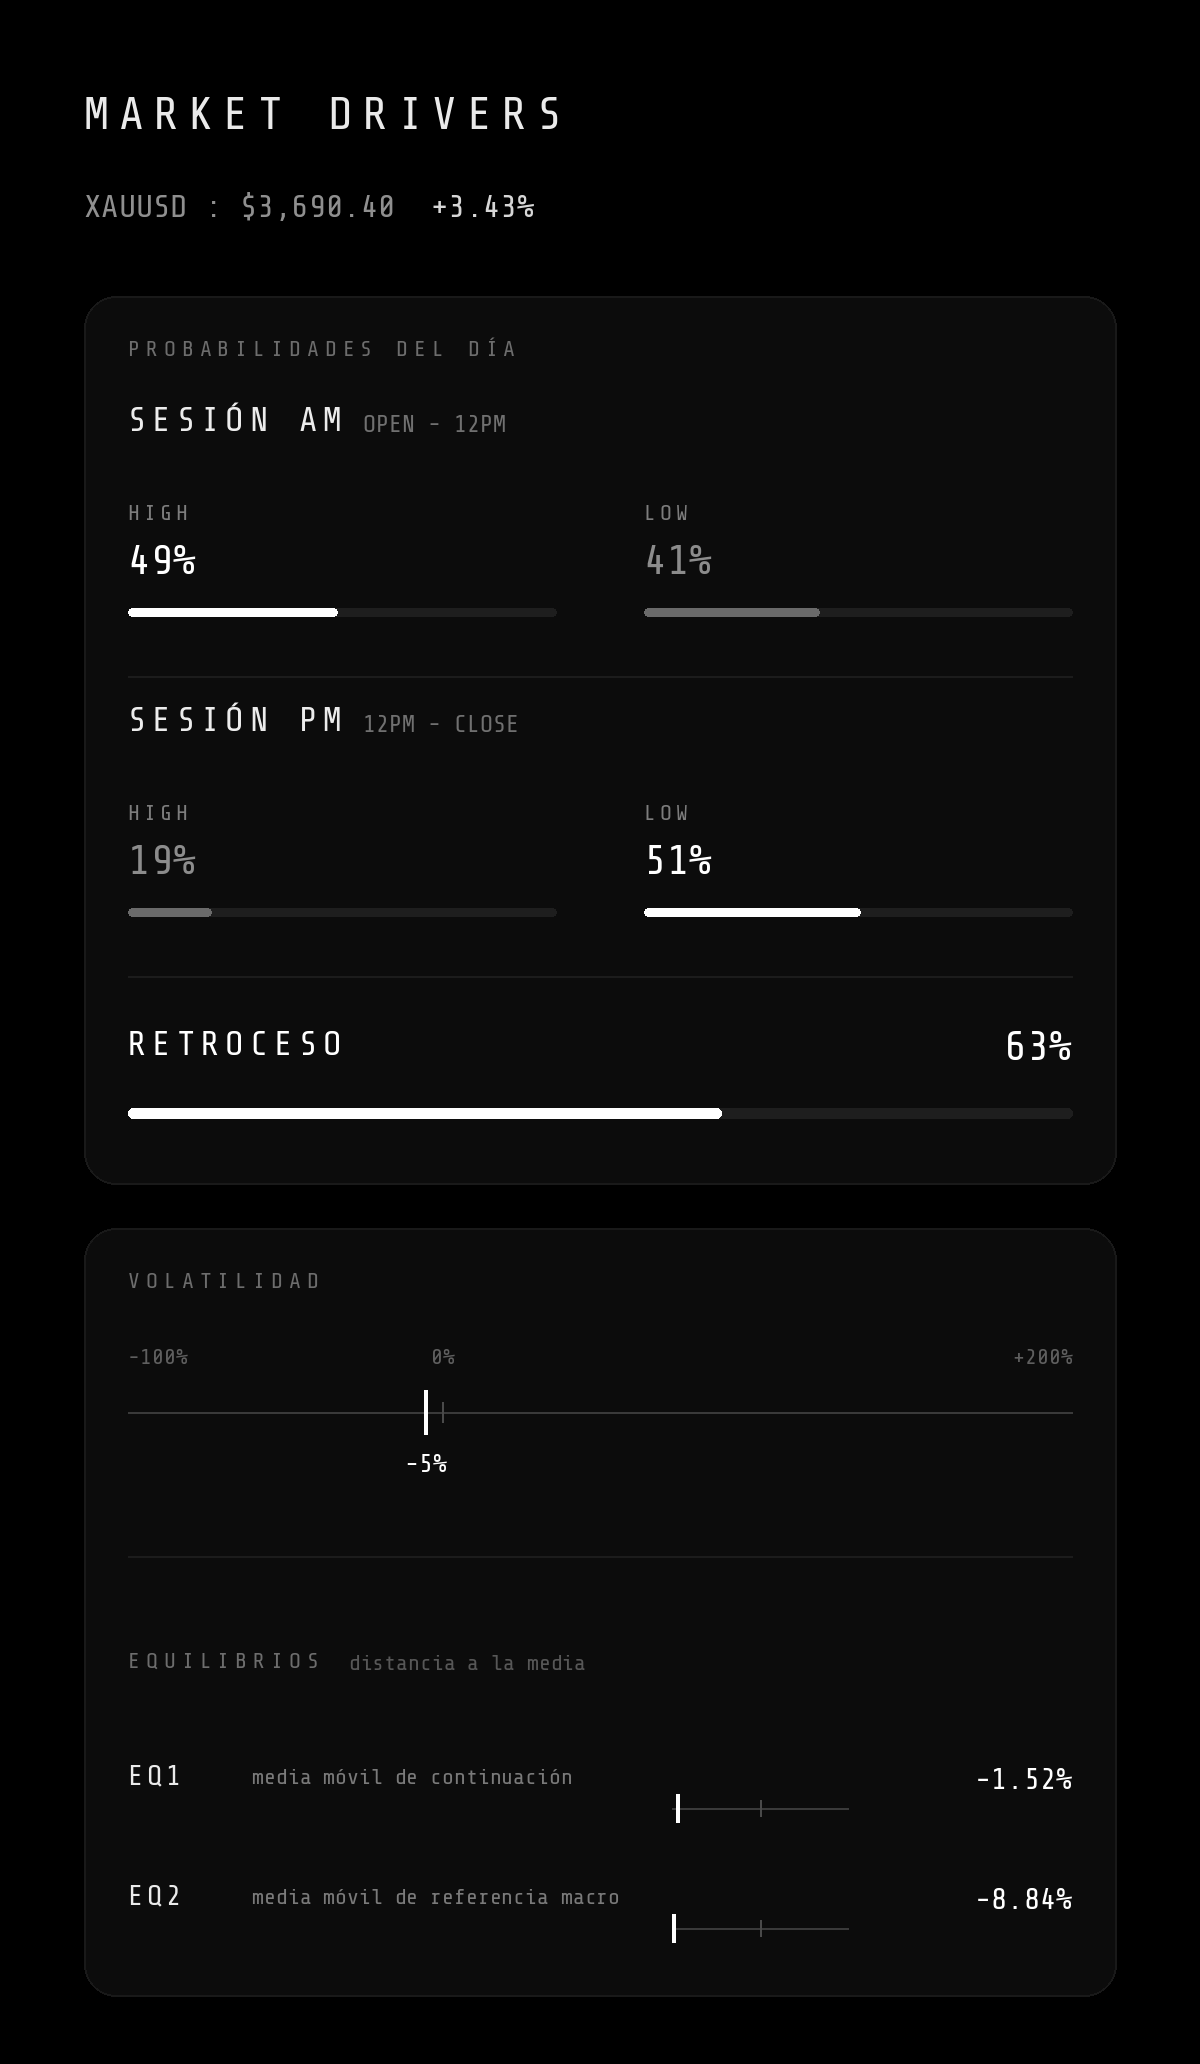 MARKET DRIVERS
XAUUSD : $3,690.40 +3.43%
PROBABILIDADES DEL DÍA
SESIÓN AM OPEN – 12PM
HIGH LOW
49% 41%
SESIÓN PM 12PM – CLOSE
HIGH LOW
19% 51%
RETROCESO 63%
VOLATILIDAD
-100% 0% +200%
-5%
EQUILIBRIOS distancia a la media
EQ1 media móvil de continuación -1.52%
EQ2 media móvil de referencia macro -8.84%